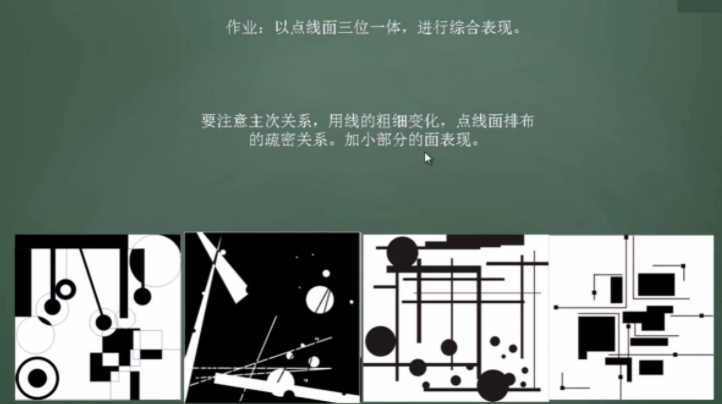 作业：以点线面三位一体，进行综合表现。
要注意主次关系，用线的粗细变化，点线面排布
的疏密关系。加小部分的面表现。